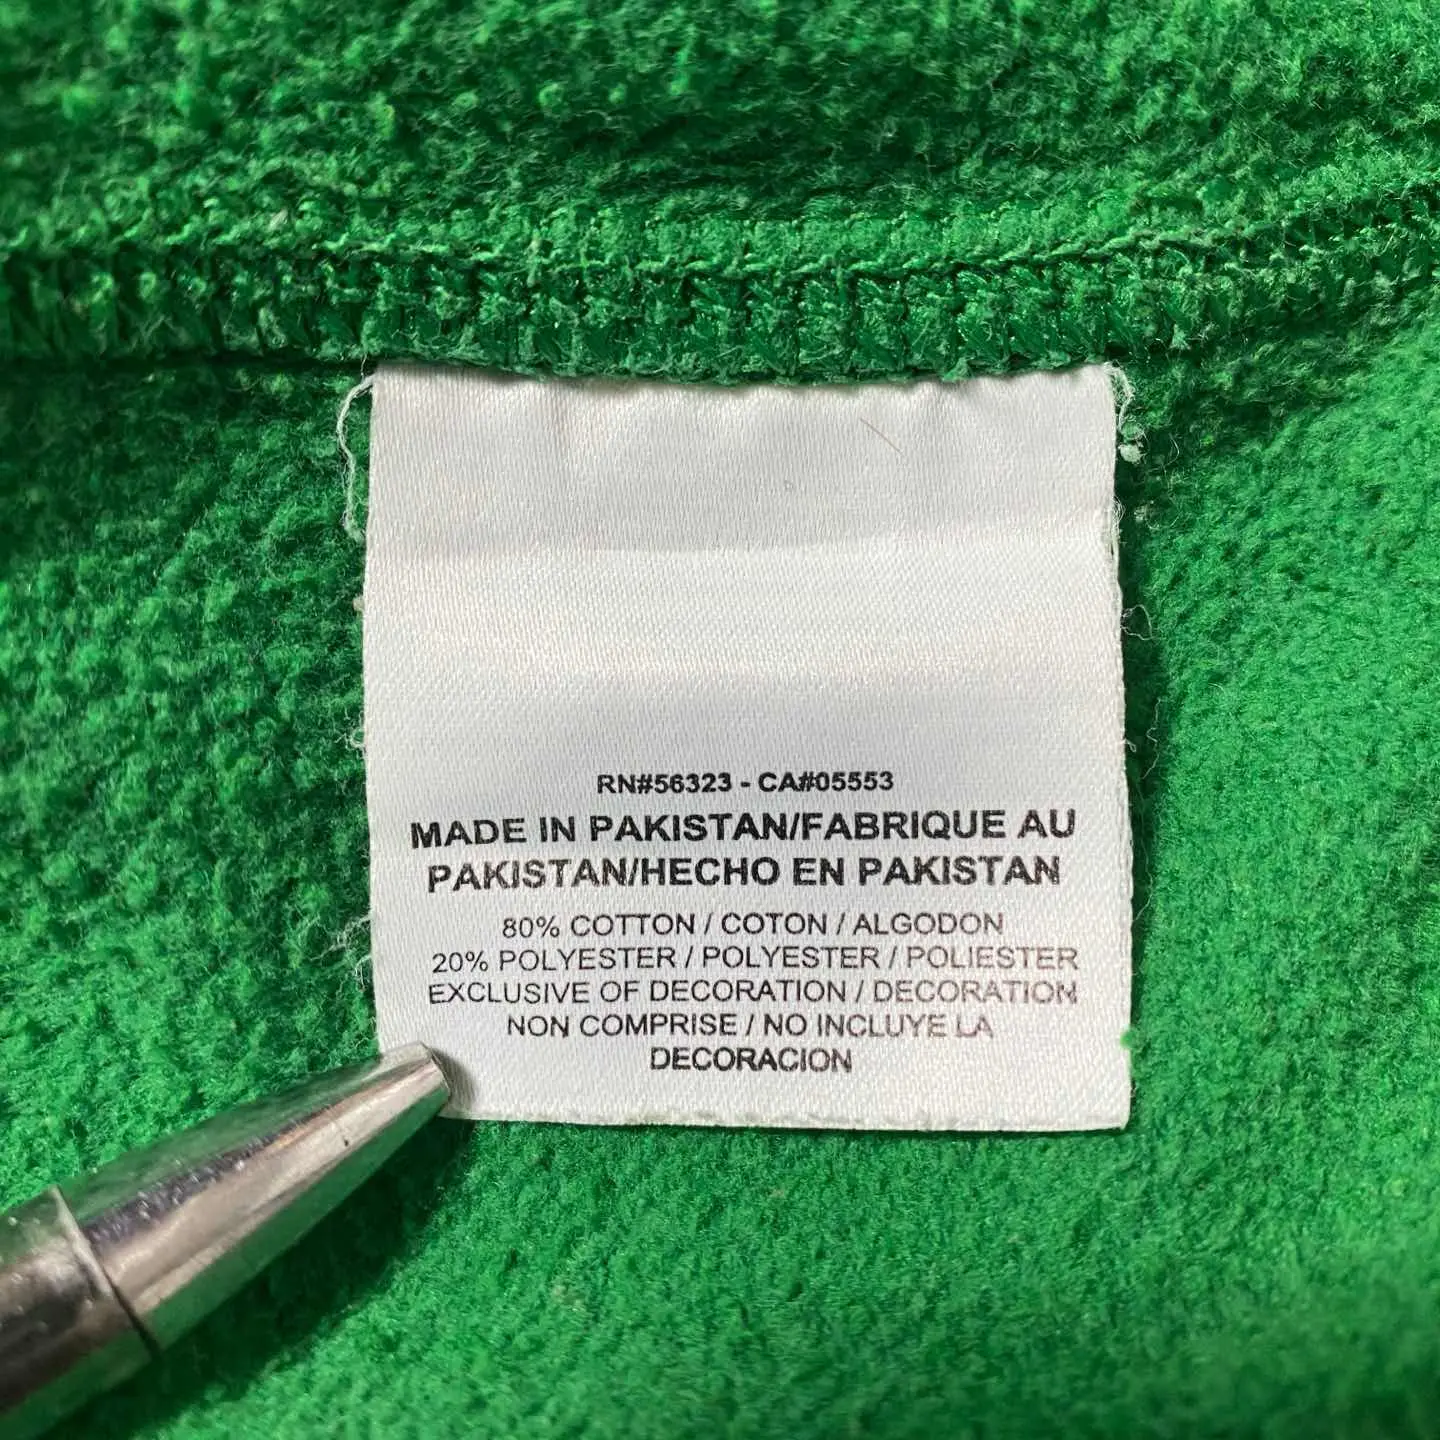 RN#56323 - CA#05553
MADE IN PAKISTAN/FABRIQUE AU
PAKISTAN/HECHO EN PAKISTAN
80% COTTON / COTON / ALGODON
20% POLYESTER / POLYESTER / POLIESTER
EXCLUSIVE OF DECORATION / DECORATION
NON COMPRISE / NO INCLUYE LA
DECORACION